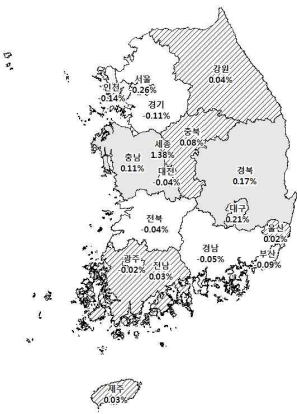 강원
0.04%
서울
-0.26%
인천
-0.14%
경기
-0.11%
충북
0.08%
세종
1.38%
충남
0.11%
대전
-0.04%
경북
0.17%
대구
0.21%
울산
0.02%
전북
-0.04%
경남
-0.05%
부산
-0.09%
광주
0.02%
전남
0.03%
제주
0.03%